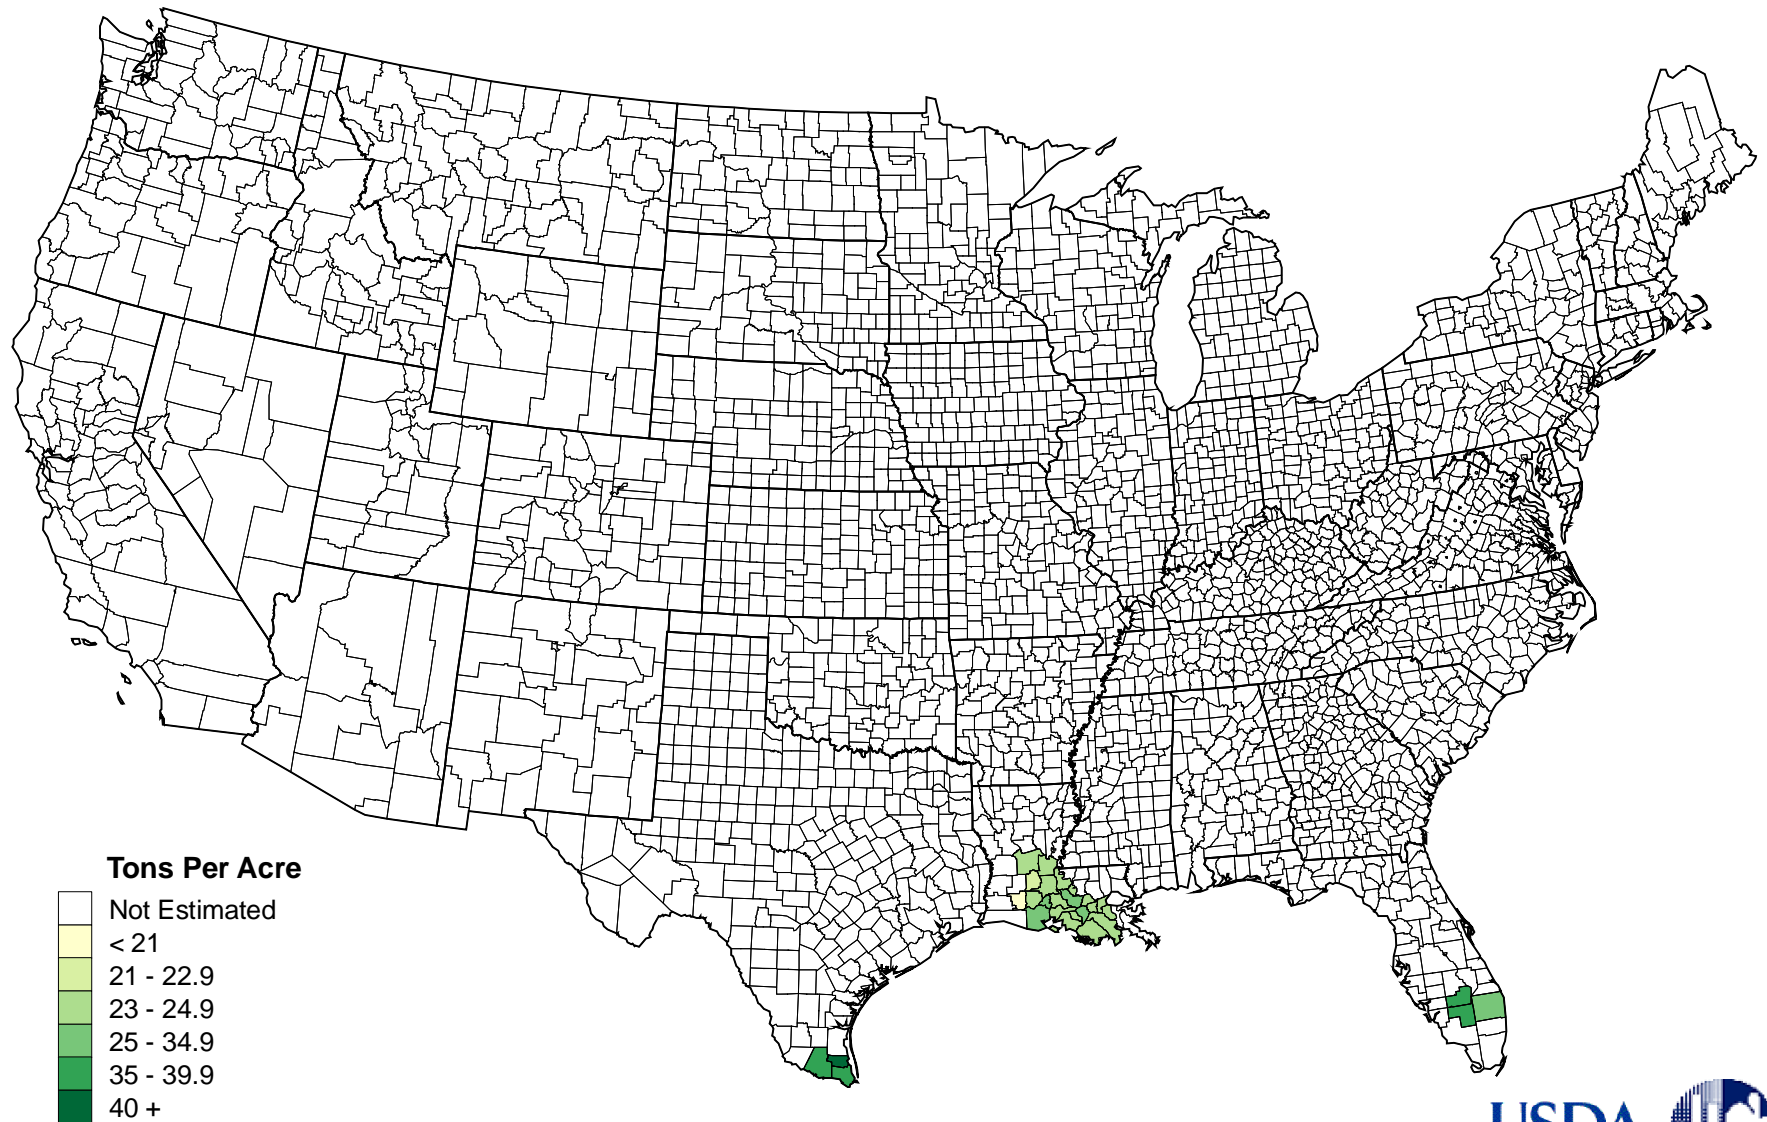 Tons Per Acre
Not Estimated
< 21
21 - 22.9
23 - 24.9
25 - 34.9
35 - 39.9
40 +
USDA